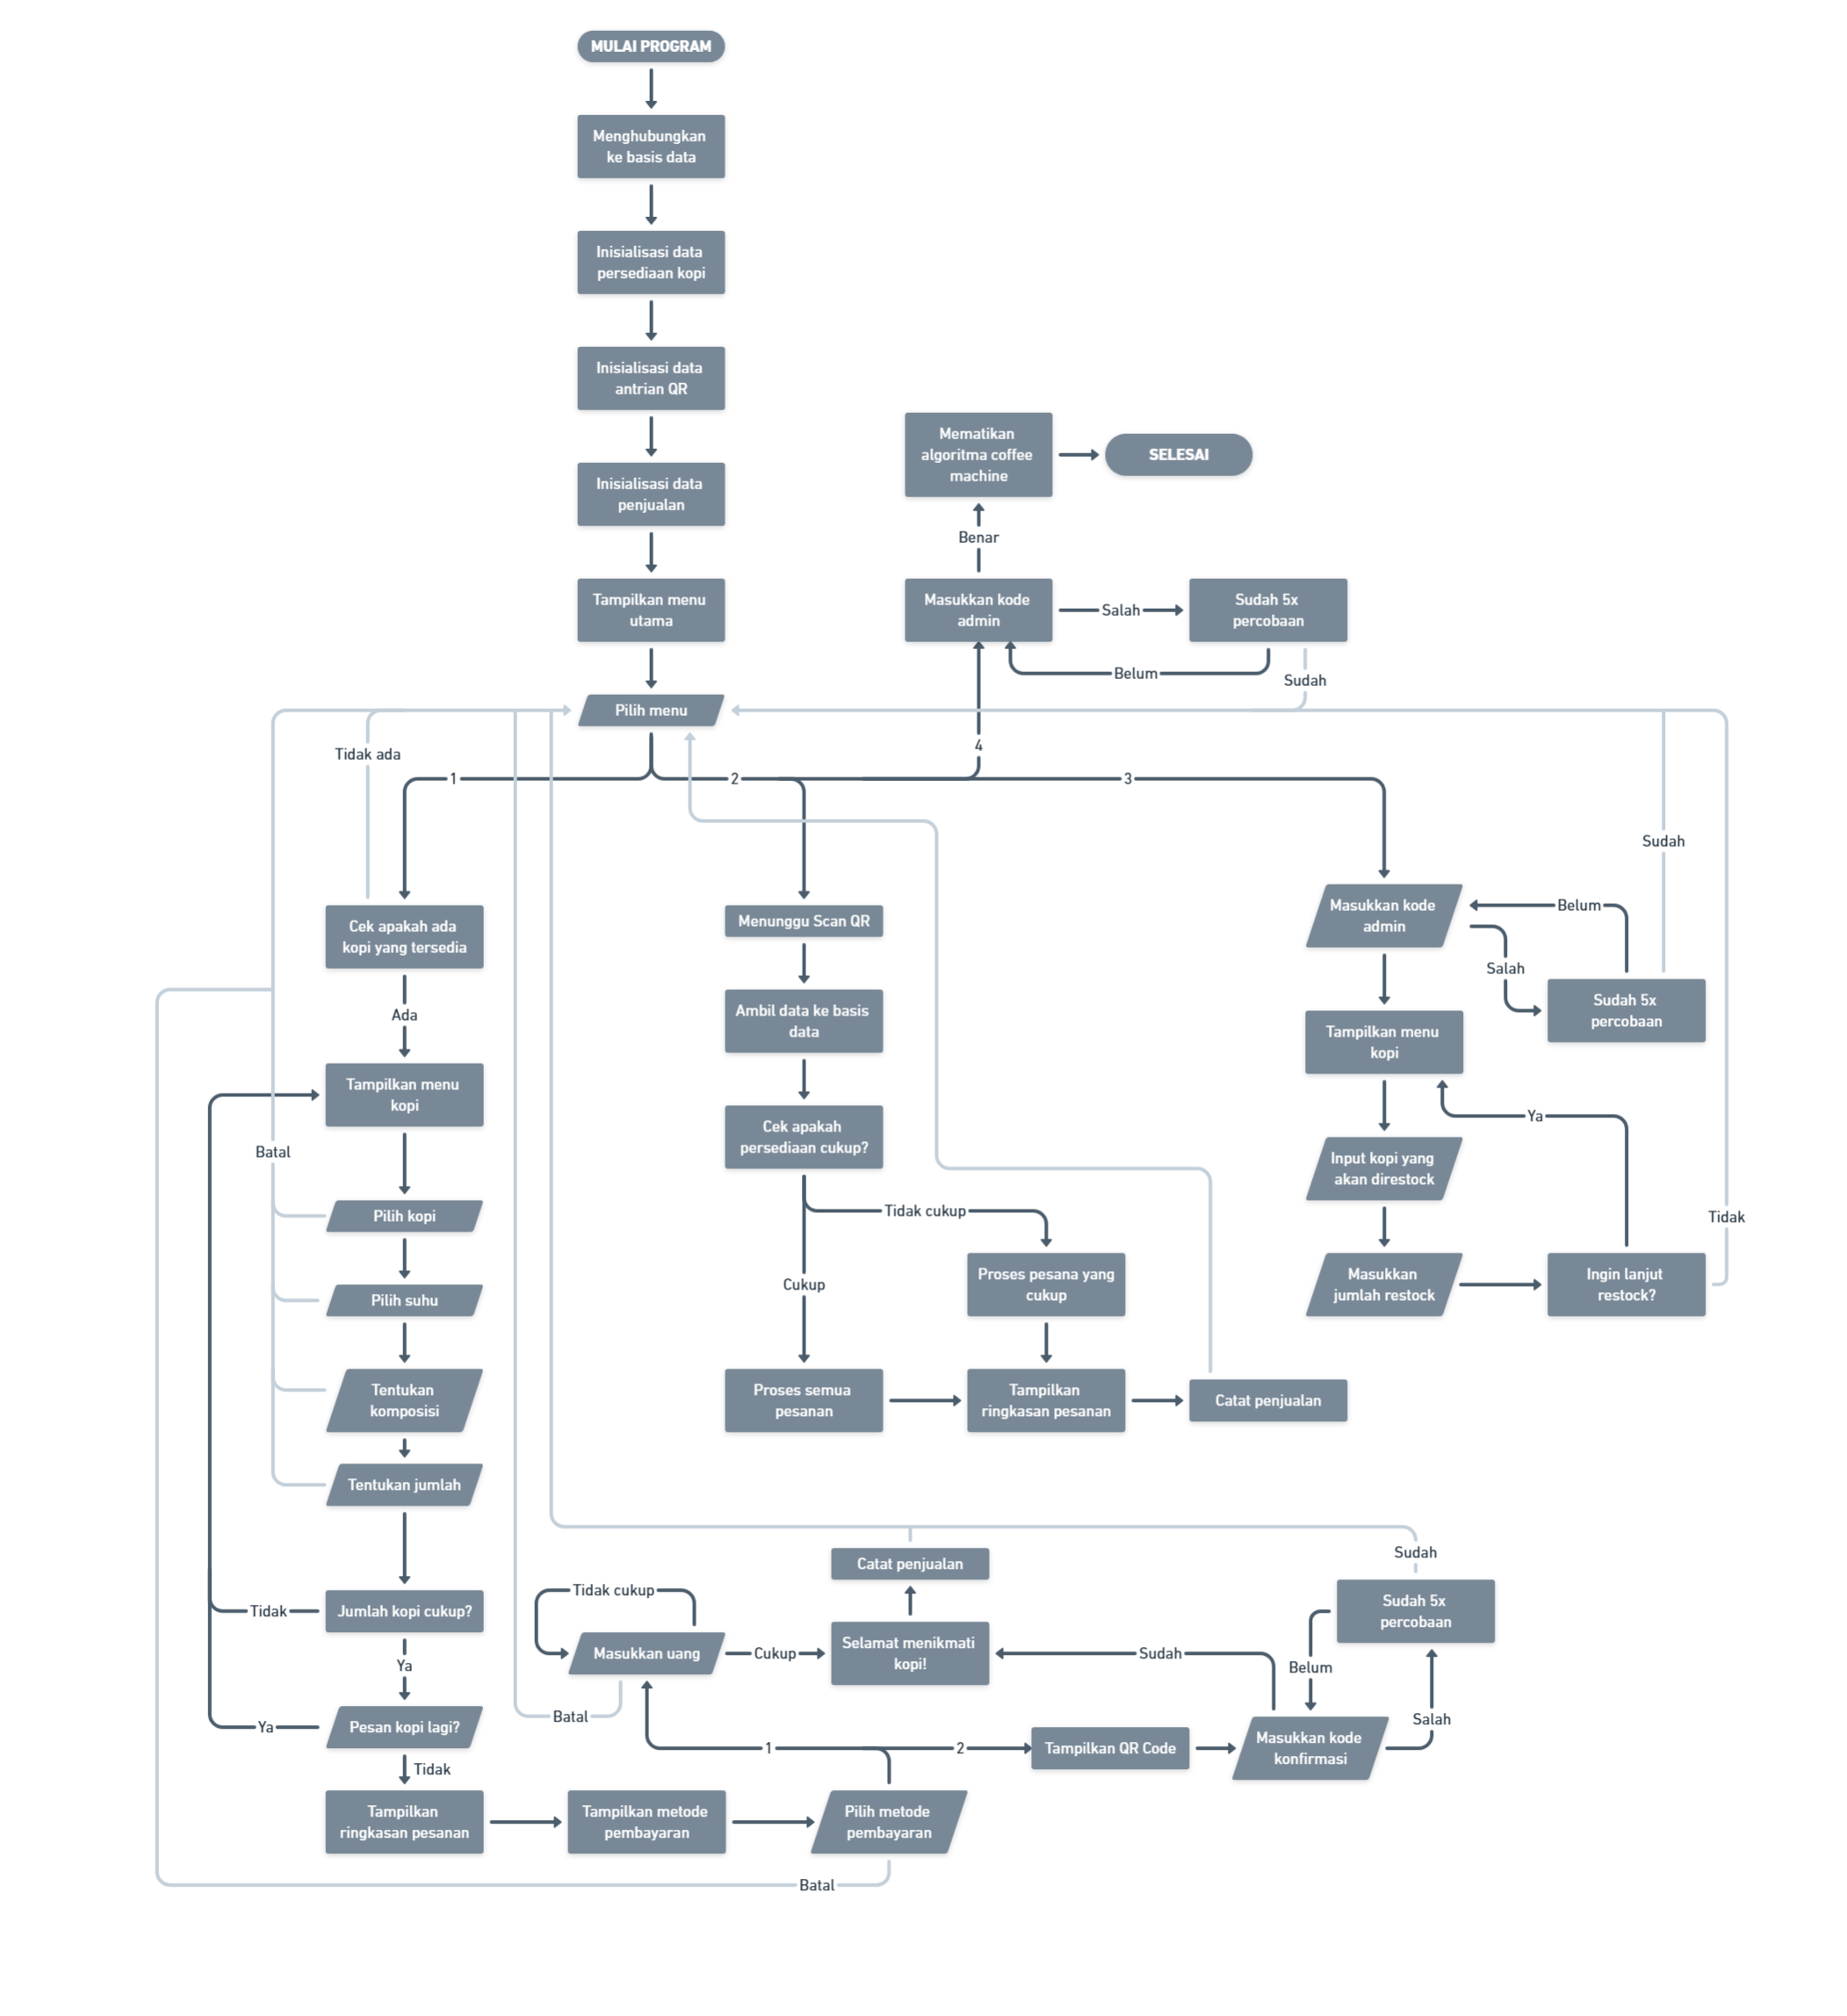 MULAI PROGRAM
Menghubungkan
ke basis data
Inisialisasi data
persediaan kopi
Inisialisasi data
antrian QR
Inisialisasi data
penjualan
Tampilkan menu
utama
Pilih menu
Mematikan
algoritma coffee
machine
SELESAI
Benar
Masukkan kode
admin
Salah
Sudah 5x
percobaan
Belum
Sudah
4
1
2
3
Tidak ada
Cek apakah ada
kopi yang tersedia
Ada
Tampilkan menu
kopi
Batal
Pilih kopi
Pilih suhu
Tentukan
komposisi
Tentukan jumlah
Jumlah kopi cukup?
Tidak
Ya
Pesan kopi lagi?
Ya
Tidak
Tampilkan
ringkasan pesanan
Tampilkan metode
pembayaran
Pilih metode
pembayaran
Batal
Menunggu Scan QR
Ambil data ke basis
data
Cek apakah
persediaan cukup?
Tidak cukup
Cukup
Proses pesana yang
cukup
Proses semua
pesanan
Tampilkan
ringkasan pesanan
Catat penjualan
Sudah
Masukkan kode
admin
Belum
Salah
Sudah 5x
percobaan
Tampilkan menu
kopi
Ya
Input kopi yang
akan direstock
Tidak
Masukkan
jumlah restock
Ingin lanjut
restock?
Catat penjualan
Sudah
Tidak cukup
Masukkan uang
Cukup
Selamat menikmati
kopi!
Sudah
Sudah 5x
percobaan
Belum
Salah
Batal
1
2
Tampilkan QR Code
Masukkan kode
konfirmasi